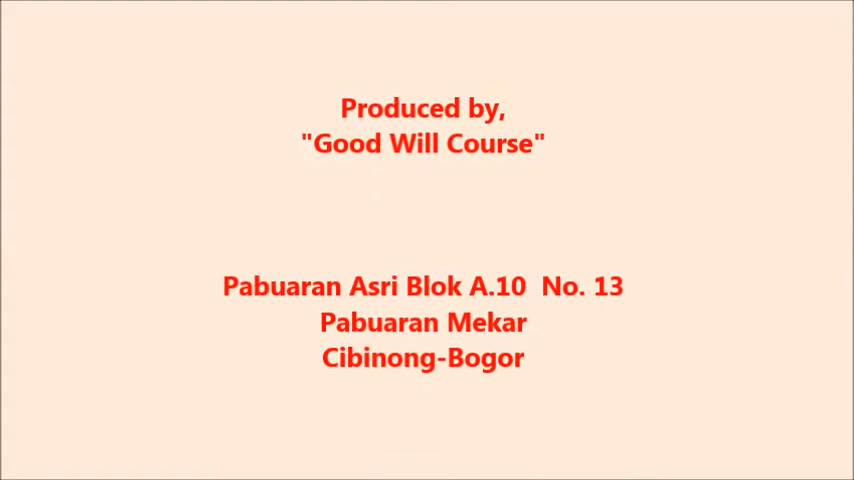 Produced by,
"Good Will Course"
Pabuaran Asri Blok A.10 No. 13
Pabuaran Mekar
Cibinong-Bogor